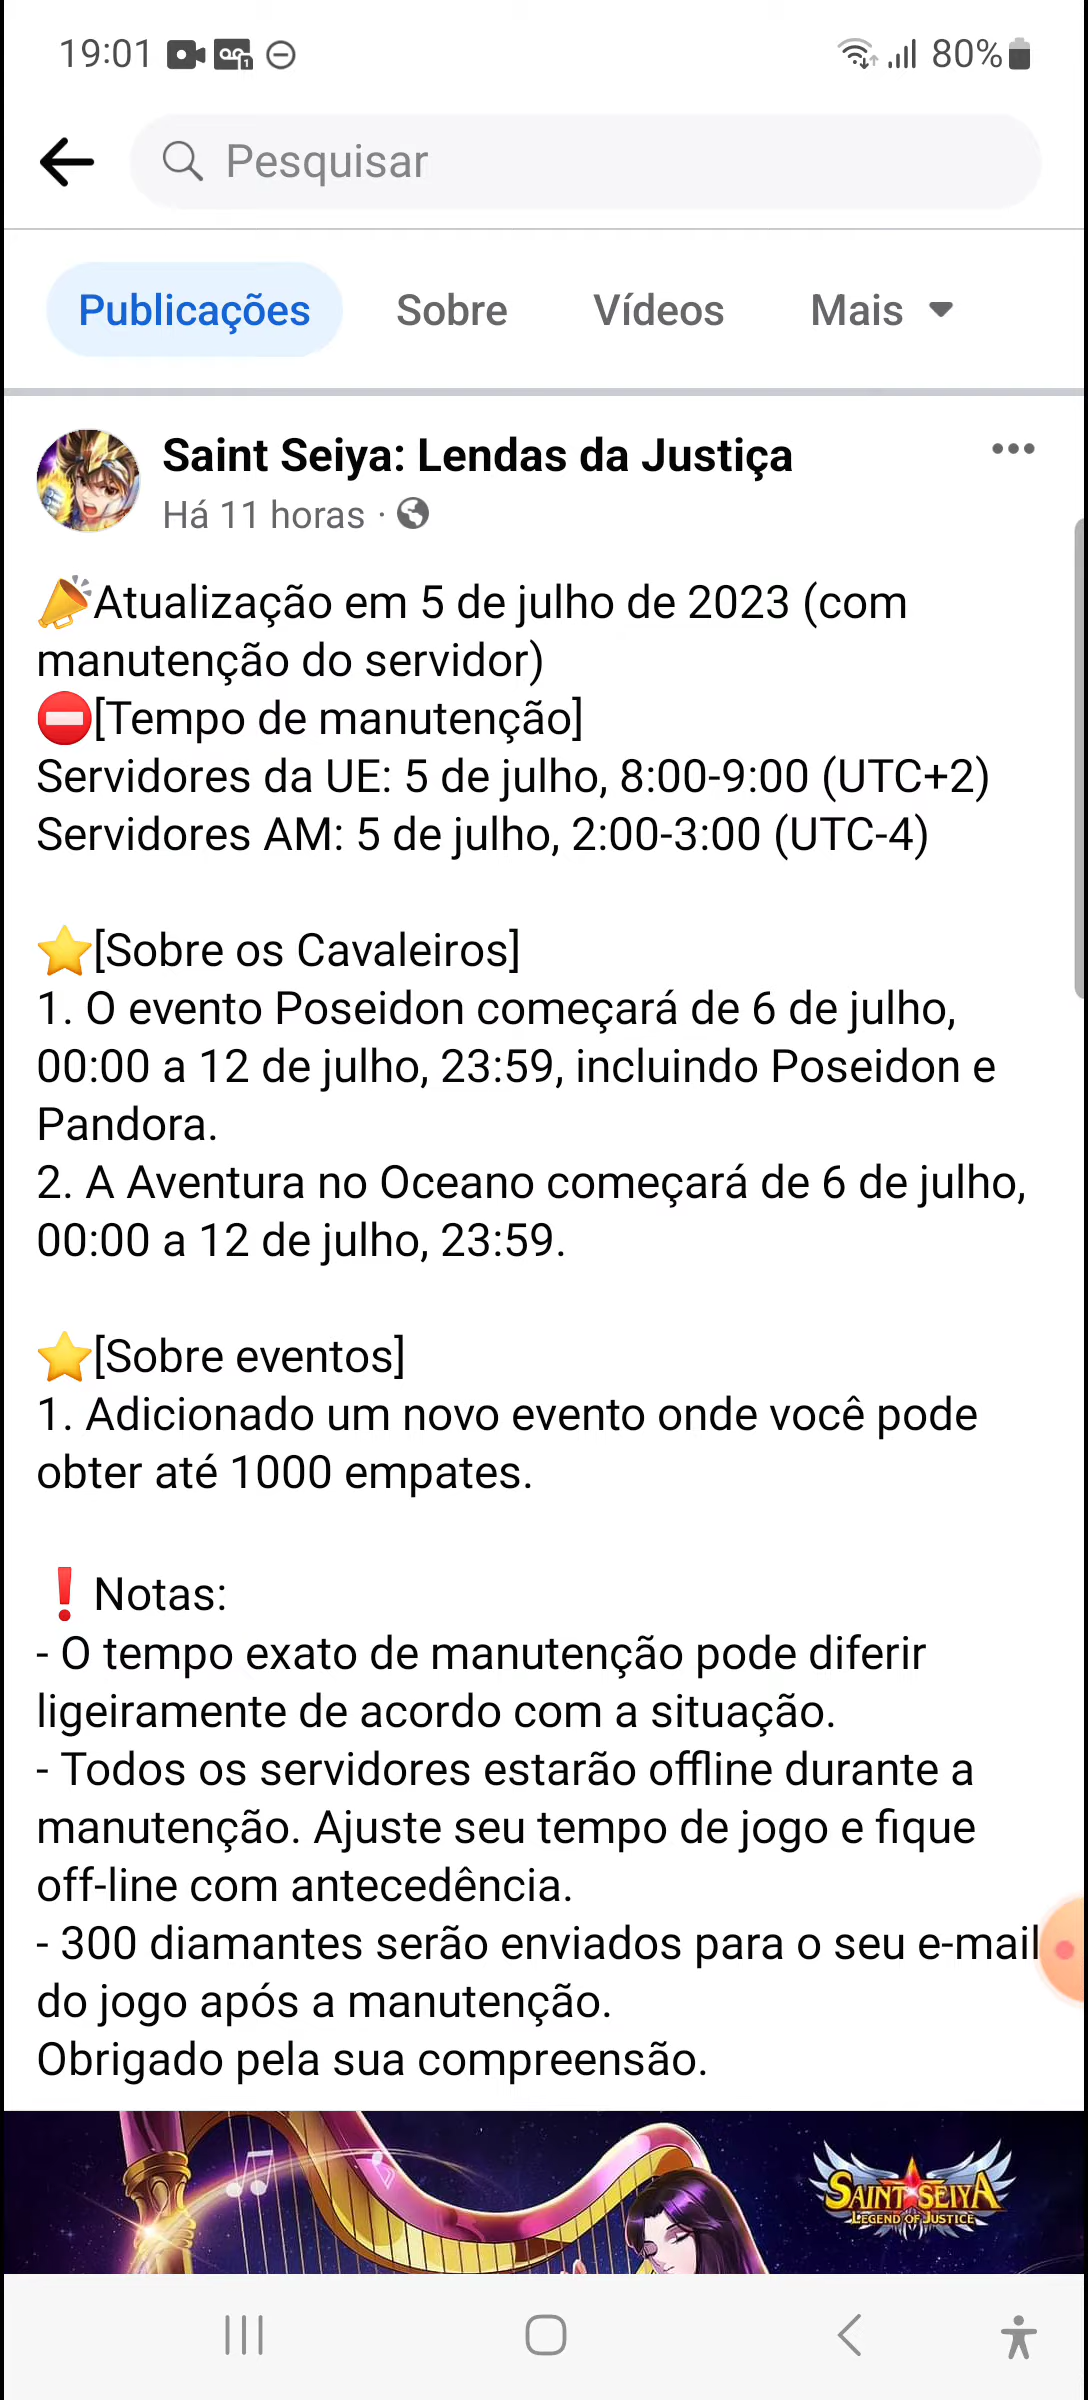 19:01
80%
Pesquisar
Publicações Sobre Vídeos Mais
Saint Seiya: Lendas da Justiça
Há 11 horas ·
📣Atualização em 5 de julho de 2023 (com
manutenção do servidor)
⛔[Tempo de manutenção]
Servidores da UE: 5 de julho, 8:00-9:00 (UTC+2)
Servidores AM: 5 de julho, 2:00-3:00 (UTC-4)
⭐[Sobre os Cavaleiros]
1. O evento Poseidon começará de 6 de julho,
00:00 a 12 de julho, 23:59, incluindo Poseidon e
Pandora.
2. A Aventura no Oceano começará de 6 de julho,
00:00 a 12 de julho, 23:59.
⭐[Sobre eventos]
1. Adicionado um novo evento onde você pode
obter até 1000 empates.
❗Notas:
- O tempo exato de manutenção pode diferir
ligeiramente de acordo com a situação.
- Todos os servidores estarão offline durante a
manutenção. Ajuste seu tempo de jogo e fique
off-line com antecedência.
- 300 diamantes serão enviados para o seu e-mail
do jogo após a manutenção.
Obrigado pela sua compreensão.
SAINT SEIYA
LEGEND OF JUSTICE